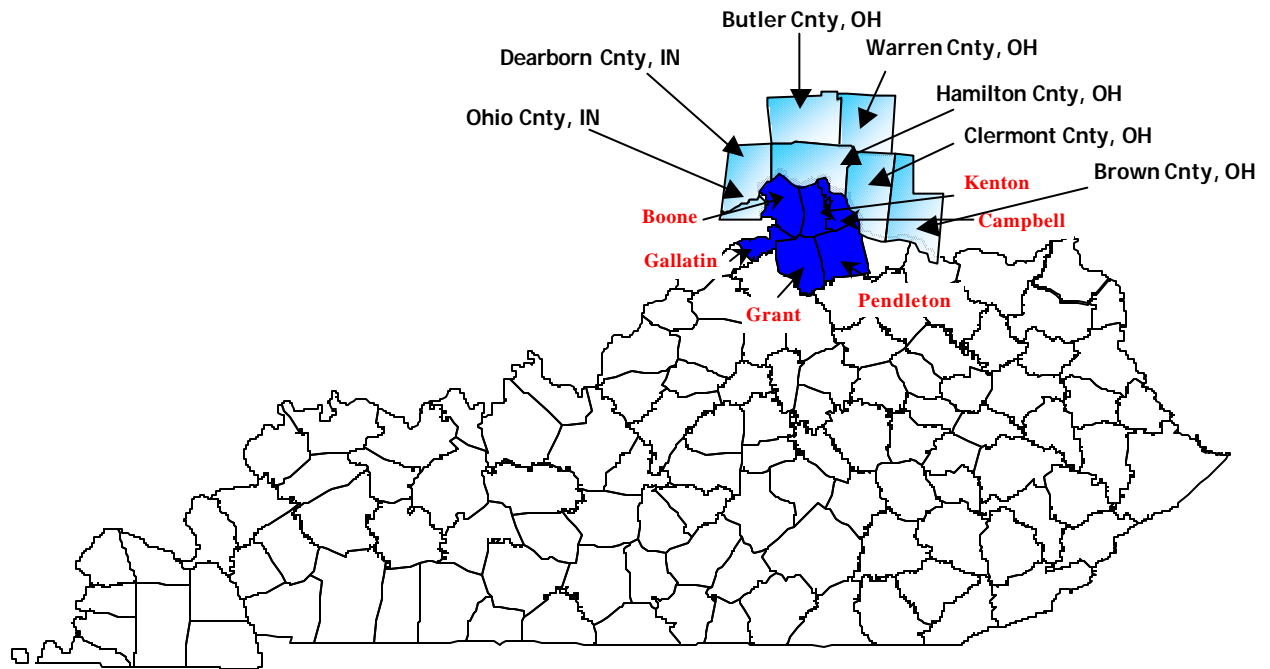 Butler Cnty, OH
Warren Cnty, OH
Dearborn Cnty, IN
Hamilton Cnty, OH
Ohio Cnty, IN
Clermont Cnty, OH
Brown Cnty, OH
Kenton
Boone
Campbell
Gallatin
Pendleton
Grant